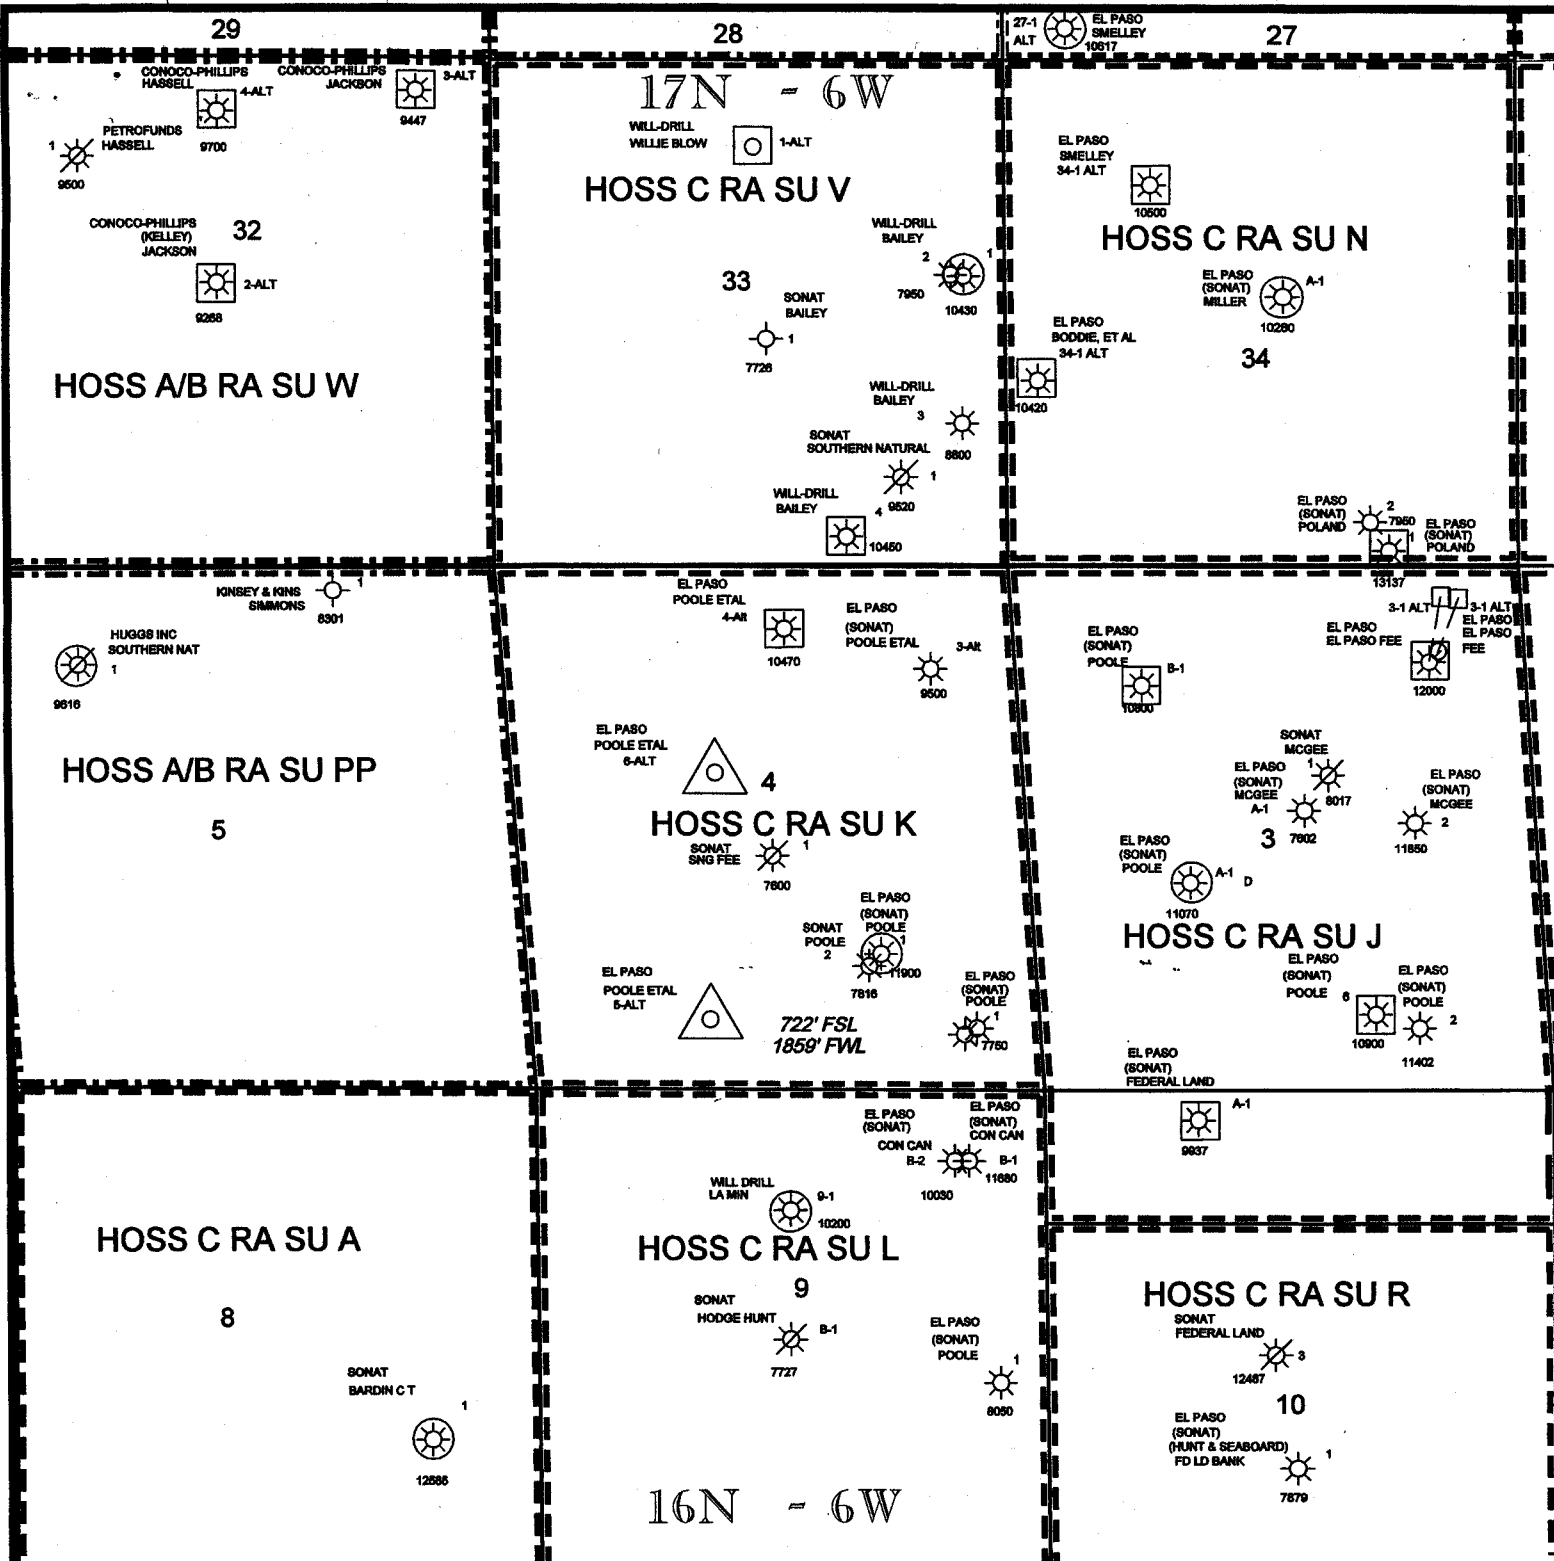 29
28
27-1
ALT
EL PASO
SMELLEY
10617
27
CONOCO-PHILLIPS
HASSELL
4-ALT
9700
CONOCO-PHILLIPS
JACKSON
3-ALT
9447
PETROFUNDS
HASSELL
1
9500
CONOCO-PHILLIPS
(KELLEY)
JACKSON
32
2-ALT
9268
HOSS A/B RA SU W
17N - 6W
WILL-DRILL
WILLIE BLOW
1-ALT
HOSS C RA SU V
WILL-DRILL
BAILEY
2
1
7950
10430
33
SONAT
BAILEY
1
7726
WILL-DRILL
BAILEY
3
8800
SONAT
SOUTHERN NATURAL
1
9520
WILL-DRILL
BAILEY
4
10450
EL PASO
SMELLEY
34-1 ALT
10500
HOSS C RA SU N
EL PASO
(SONAT)
MILLER
A-1
10280
34
EL PASO
BODDIE, ET AL
34-1 ALT
10420
EL PASO
(SONAT)
POLAND
2
7950
EL PASO
(SONAT)
POLAND
1
13137
KINSEY & KINS
SIMMONS
1
8301
HUGGS INC
SOUTHERN NAT
1
9616
HOSS A/B RA SU PP
5
EL PASO
POOLE ETAL
4-Alt
10470
EL PASO
(SONAT)
POOLE ETAL
3-Alt
9500
EL PASO
POOLE ETAL
6-ALT
4
HOSS C RA SU K
SONAT
SNG FEE
1
7600
EL PASO
(SONAT)
POOLE
1
11900
SONAT
POOLE
2
7816
EL PASO
POOLE ETAL
5-ALT
722' FSL
1859' FWL
EL PASO
(SONAT)
POOLE
1
7750
3-1 ALT
EL PASO
EL PASO FEE
3-1 ALT
EL PASO
EL PASO
FEE
12000
EL PASO
(SONAT)
POOLE
B-1
10800
SONAT
MCGEE
1
8017
EL PASO
(SONAT)
MCGEE
A-1
7602
3
EL PASO
(SONAT)
MCGEE
2
11650
EL PASO
(SONAT)
POOLE
A-1
D
11070
HOSS C RA SU J
EL PASO
(SONAT)
POOLE
6
10900
EL PASO
(SONAT)
POOLE
2
11402
EL PASO
(SONAT)
FEDERAL LAND
A-1
9937
HOSS C RA SU A
8
SONAT
BARDIN C T
1
12686
EL PASO
(SONAT)
CON CAN
B-2
10030
EL PASO
(SONAT)
CON CAN
1
B-1
11680
WILL DRILL
LA MIN
9-1
10200
HOSS C RA SU L
9
SONAT
HODGE HUNT
B-1
7727
EL PASO
(SONAT)
POOLE
1
8050
16N - 6W
HOSS C RA SU R
SONAT
FEDERAL LAND
3
12467
10
EL PASO
(SONAT)
(HUNT & SEABOARD)
FD LD BANK
1
7879